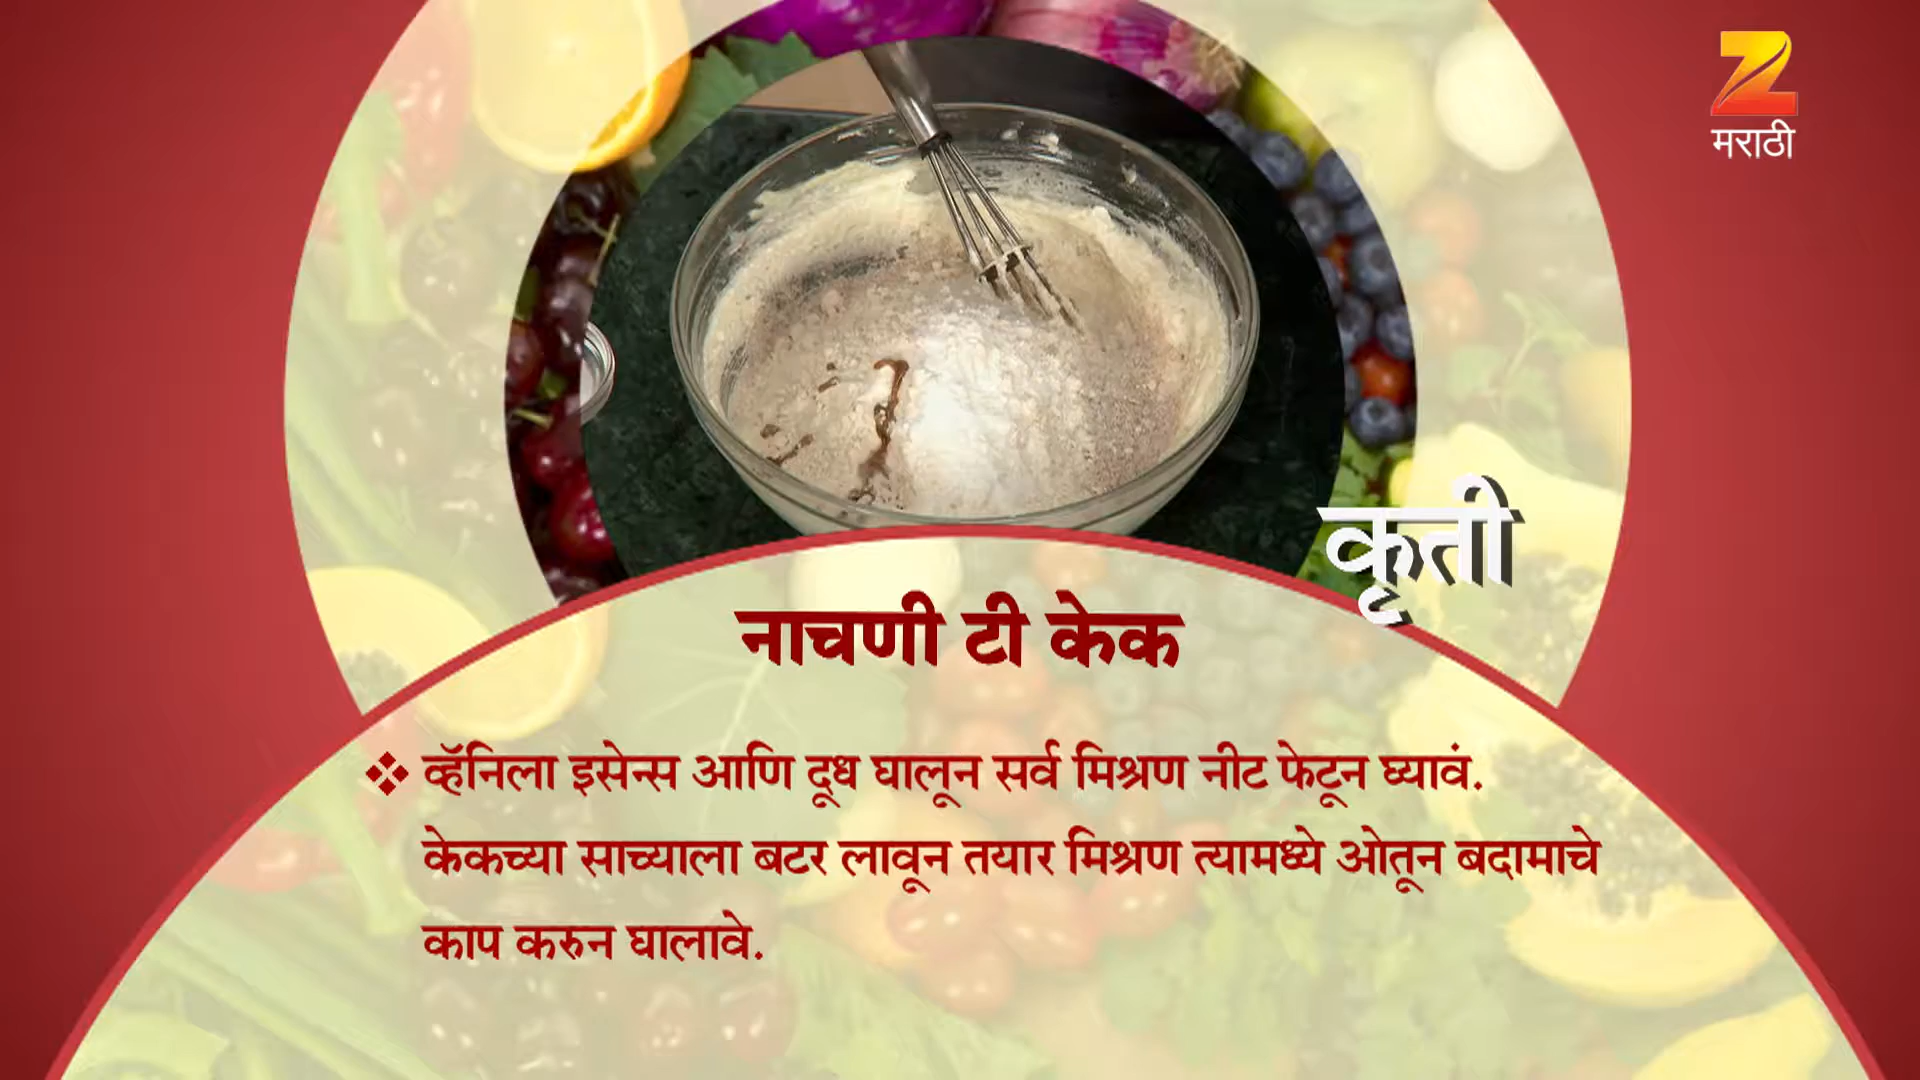 मराठी
कृती
नाचणी टी केक
❖ व्हॅनिला इसेन्स आणि दूध घालून सर्व मिश्रण नीट फेटून घ्यावं.
केकच्या साच्याला बटर लावून तयार मिश्रण त्यामध्ये ओतून बदामाचे
काप करुन घालावे.